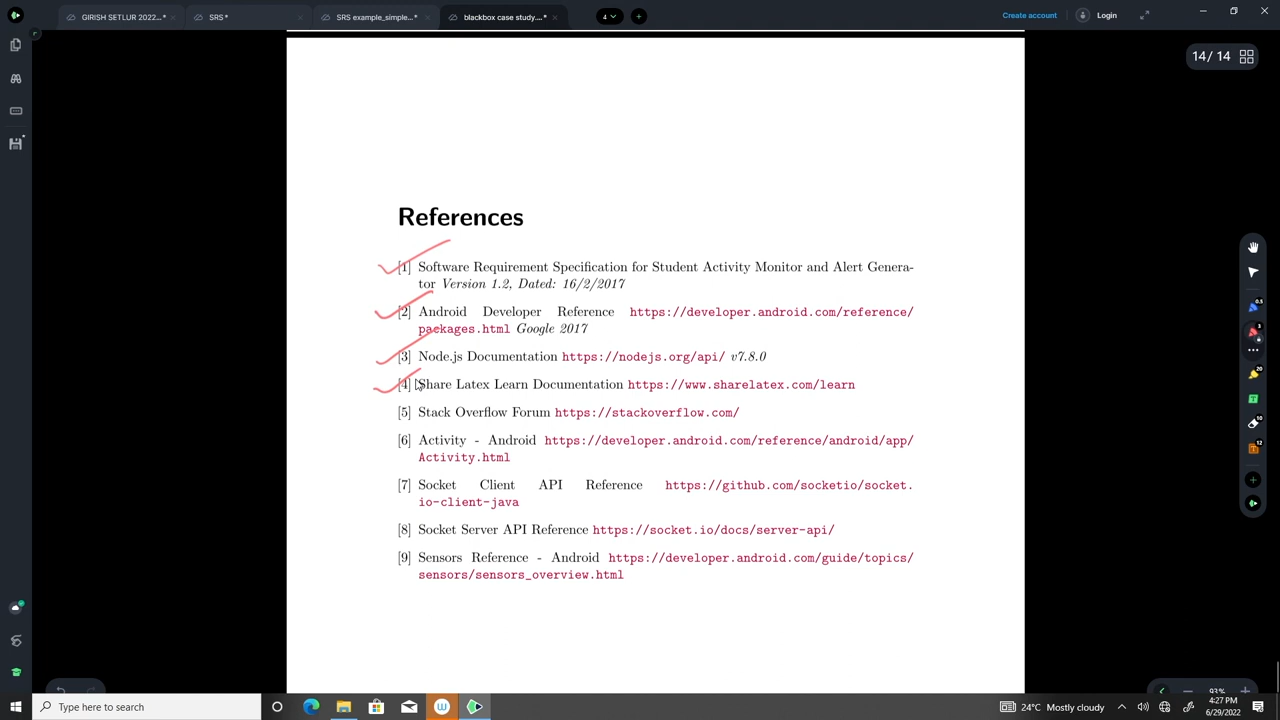 GIRISH SETLUR 2022...*
SRS*
SRS example_simple...*
blackbox case study....*
4
Create account
Login
14 / 14
References
[1] Software Requirement Specification for Student Activity Monitor and Alert Genera-
tor Version 1.2, Dated: 16/2/2017
[2] Android Developer Reference https://developer.android.com/reference/
packages.html Google 2017
[3] Node.js Documentation https://nodejs.org/api/ v7.8.0
[4] Share Latex Learn Documentation https://www.sharelatex.com/learn
[5] Stack Overflow Forum https://stackoverflow.com/
[6] Activity - Android https://developer.android.com/reference/android/app/
Activity.html
[7] Socket Client API Reference https://github.com/socketio/socket.
io-client-java
[8] Socket Server API Reference https://socket.io/docs/server-api/
[9] Sensors Reference - Android https://developer.android.com/guide/topics/
sensors/sensors_overview.html
0.5
20
12
93%
Type here to search
24°C Mostly cloudy
4:27 PM
6/29/2022